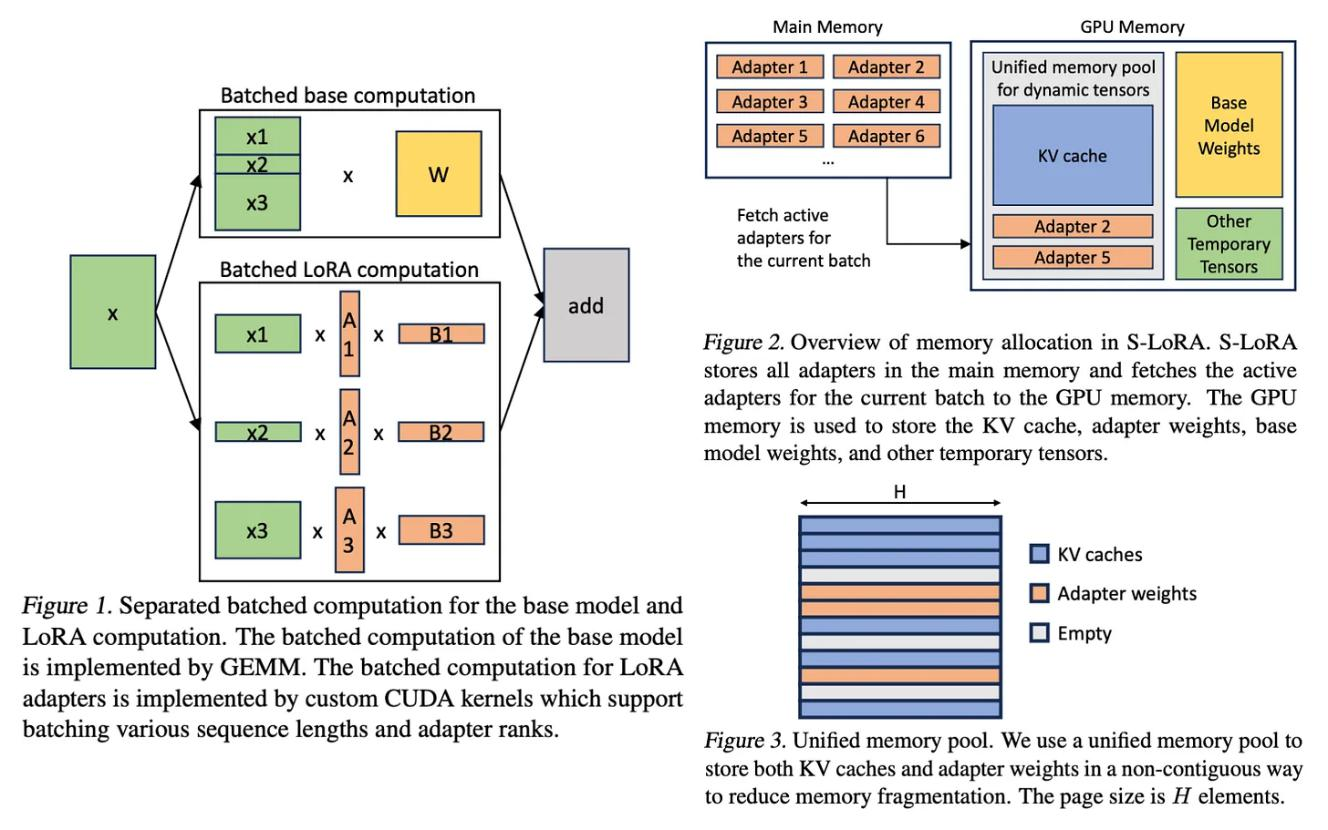 Batched base computation
x1
x2
x3
x
W
x
Batched LoRA computation
x1 x A 1 x B1
x2 x A 2 x B2
x3 x A 3 x B3
add
Figure 1. Separated batched computation for the base model and
LoRA computation. The batched computation of the base model
is implemented by GEMM. The batched computation for LoRA
adapters is implemented by custom CUDA kernels which support
batching various sequence lengths and adapter ranks.
Main Memory
Adapter 1 Adapter 2
Adapter 3 Adapter 4
Adapter 5 Adapter 6
...
Fetch active
adapters for
the current batch
GPU Memory
Unified memory pool
for dynamic tensors
KV cache
Adapter 2
Adapter 5
Base
Model
Weights
Other
Temporary
Tensors
Figure 2. Overview of memory allocation in S-LoRA. S-LoRA
stores all adapters in the main memory and fetches the active
adapters for the current batch to the GPU memory. The GPU
memory is used to store the KV cache, adapter weights, base
model weights, and other temporary tensors.
H
KV caches
Adapter weights
Empty
Figure 3. Unified memory pool. We use a unified memory pool to
store both KV caches and adapter weights in a non-contiguous way
to reduce memory fragmentation. The page size is H elements.